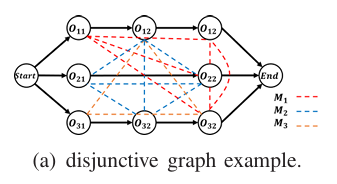 O11 O12 O12
Start O21 O22 End
M1
M2
O31 O32 O32 M3
(a) disjunctive graph example.